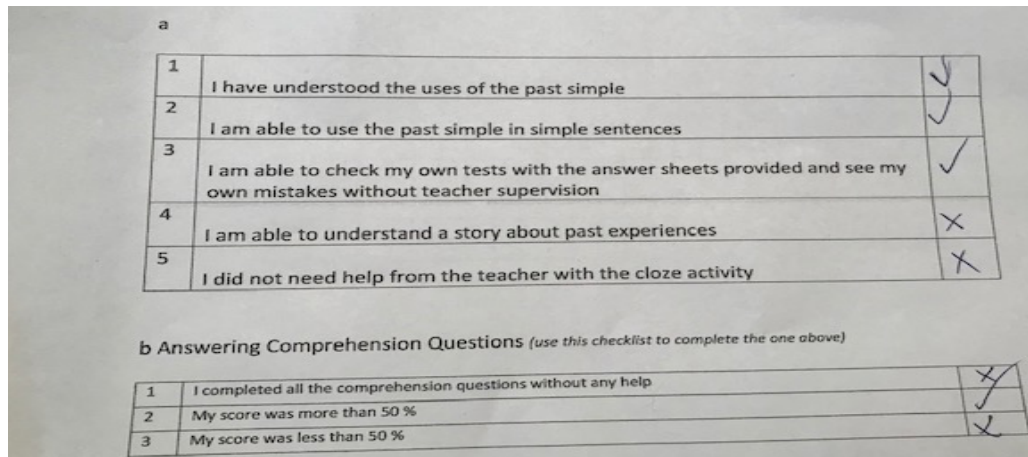 a
1
I have understood the uses of the past simple ✓
2
I am able to use the past simple in simple sentences ✓
3
I am able to check my own tests with the answer sheets provided and see my ✓
own mistakes without teacher supervision
4
I am able to understand a story about past experiences ✗
5
I did not need help from the teacher with the cloze activity ✗
b Answering Comprehension Questions (use this checklist to complete the one above)
1 I completed all the comprehension questions without any help ✗
2 My score was more than 50 % ✓
3 My score was less than 50 % ✗